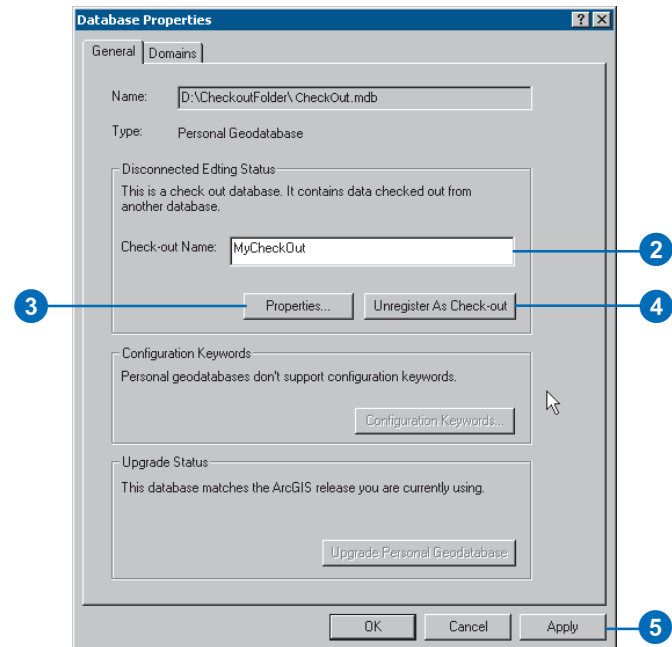 Database Properties
General
Domains
Name: D:\CheckoutFolder\ CheckOut.mdb
Type: Personal Geodatabase
Disconnected Edting Status
This is a check out database. It contains data checked out from
another database.
Check-out Name: MyCheckOut
2
3
Properties...
Unregister As Check-out
4
Configuration Keywords
Personal geodatabases don't support configuration keywords.
Configuration Keywords...
Upgrade Status
This database matches the ArcGIS release you are currently using.
Upgrade Personal Geodatabase
OK
Cancel
Apply
5